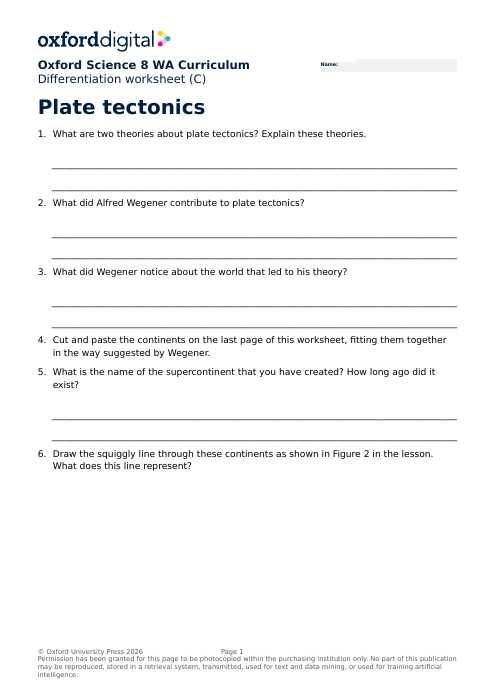 oxforddigital
Oxford Science 8 WA Curriculum
Name:
Differentiation worksheet (C)
Plate tectonics
1. What are two theories about plate tectonics? Explain these theories.
2. What did Alfred Wegener contribute to plate tectonics?
3. What did Wegener notice about the world that led to his theory?
4. Cut and paste the continents on the last page of this worksheet, fitting them together
in the way suggested by Wegener.
5. What is the name of the supercontinent that you have created? How long ago did it
exist?
6. Draw the squiggly line through these continents as shown in Figure 2 in the lesson.
What does this line represent?
© Oxford University Press 2026 Page 1
Permission has been granted for this page to be photocopied within the purchasing institution only. No part of this publication
may be reproduced, stored in a retrieval system, transmitted, used for text and data mining, or used for training artificial
intelligence.